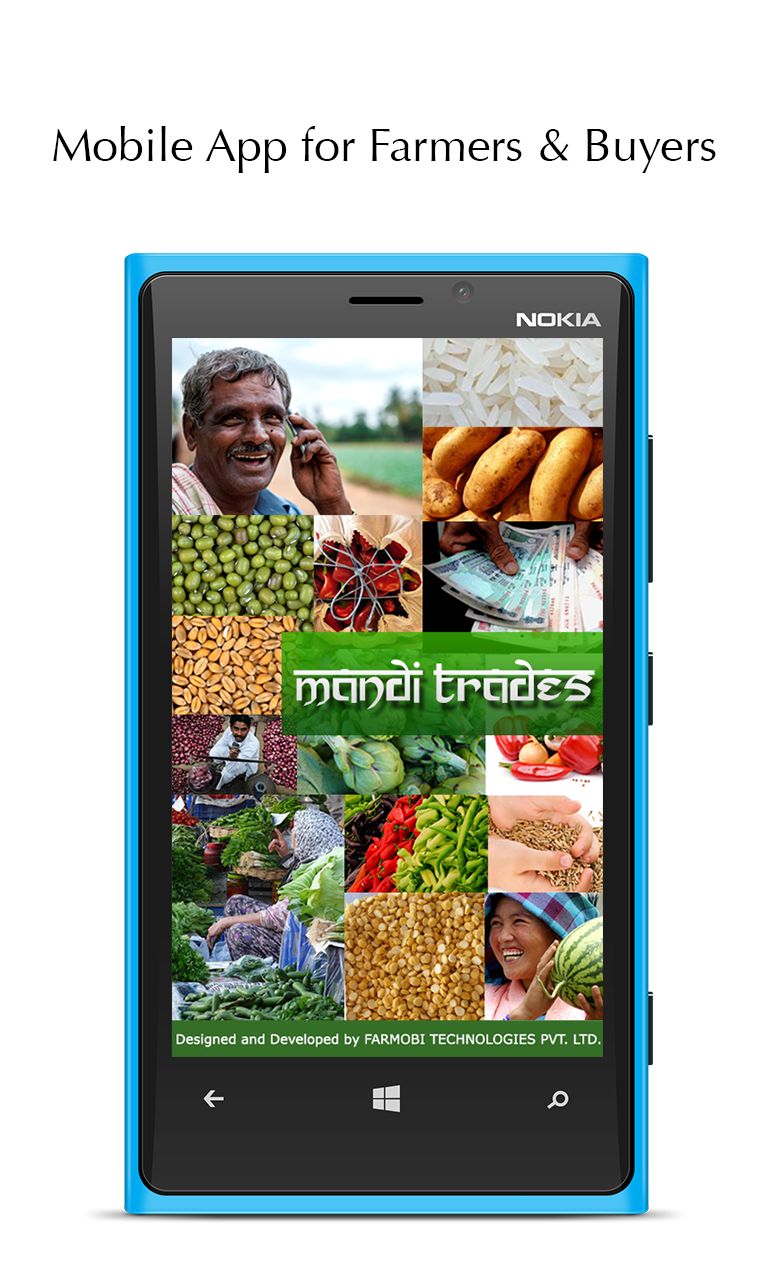 Mobile App for Farmers & Buyers
NOKIA
mandi trades
Designed and Developed by FARMOBI TECHNOLOGIES PVT. LTD.